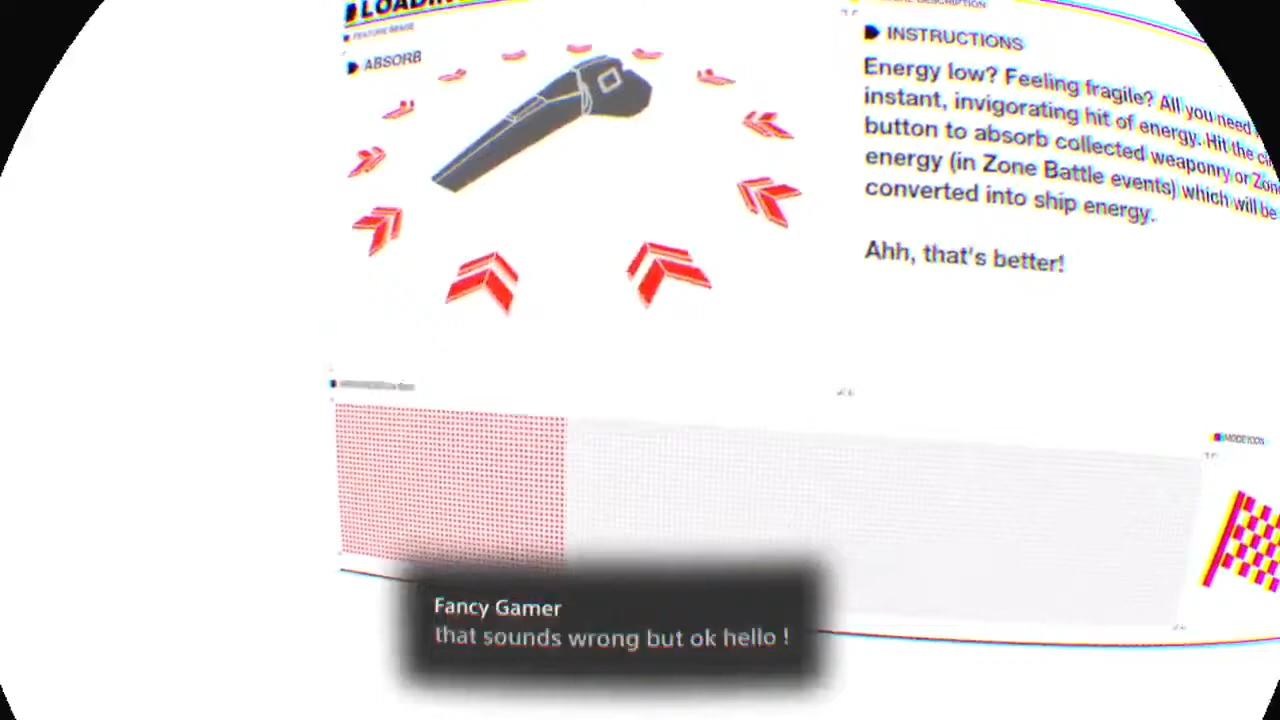 ABSORB
INSTRUCTIONS
Energy low? Feeling fragile? All you need
instant, invigorating hit of energy. Hit the
button to absorb collected weaponry or
energy (in Zone Battle events) which will be
converted into ship energy.
Ahh, that's better!
Fancy Gamer
that sounds wrong but ok hello !